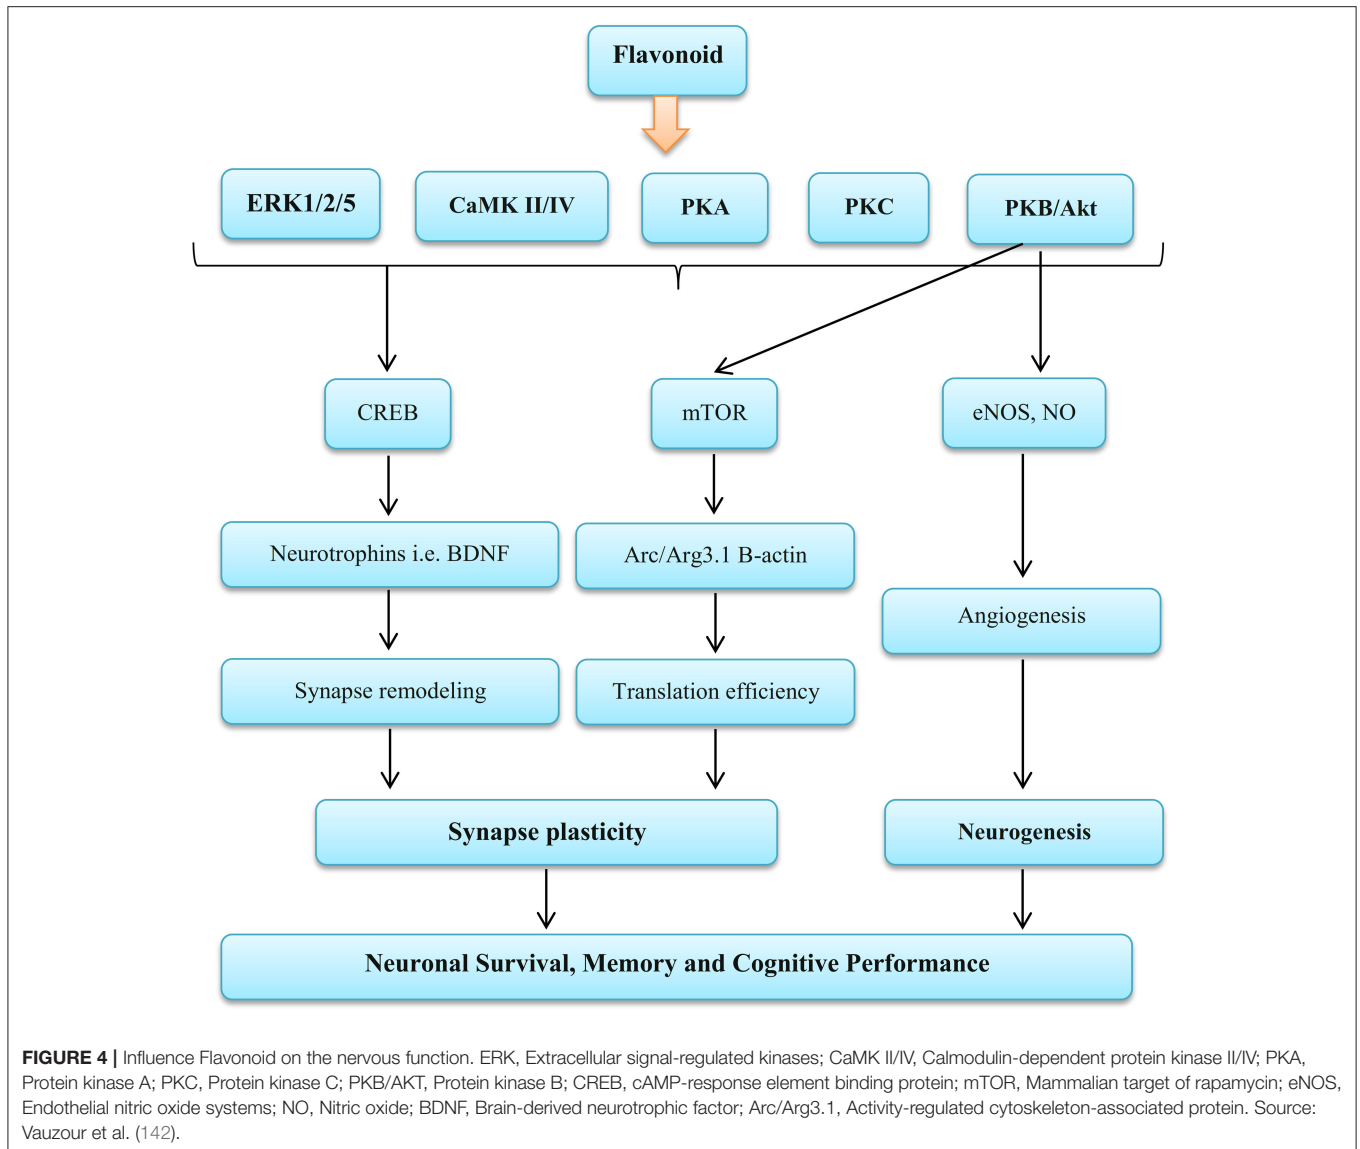 Flavonoid
ERK1/2/5
CaMK II/IV
PKA
PKC
PKB/Akt
CREB
mTOR
eNOS, NO
Neurotrophins i.e. BDNF
Arc/Arg3.1 B-actin
Angiogenesis
Synapse remodeling
Translation efficiency
Synapse plasticity
Neurogenesis
Neuronal Survival, Memory and Cognitive Performance
FIGURE 4 | Influence Flavonoid on the nervous function. ERK, Extracellular signal-regulated kinases; CaMK II/IV, Calmodulin-dependent protein kinase II/IV; PKA,
Protein kinase A; PKC, Protein kinase C; PKB/AKT, Protein kinase B; CREB, cAMP-response element binding protein; mTOR, Mammalian target of rapamycin; eNOS,
Endothelial nitric oxide systems; NO, Nitric oxide; BDNF, Brain-derived neurotrophic factor; Arc/Arg3.1, Activity-regulated cytoskeleton-associated protein. Source:
Vauzour et al. (142).